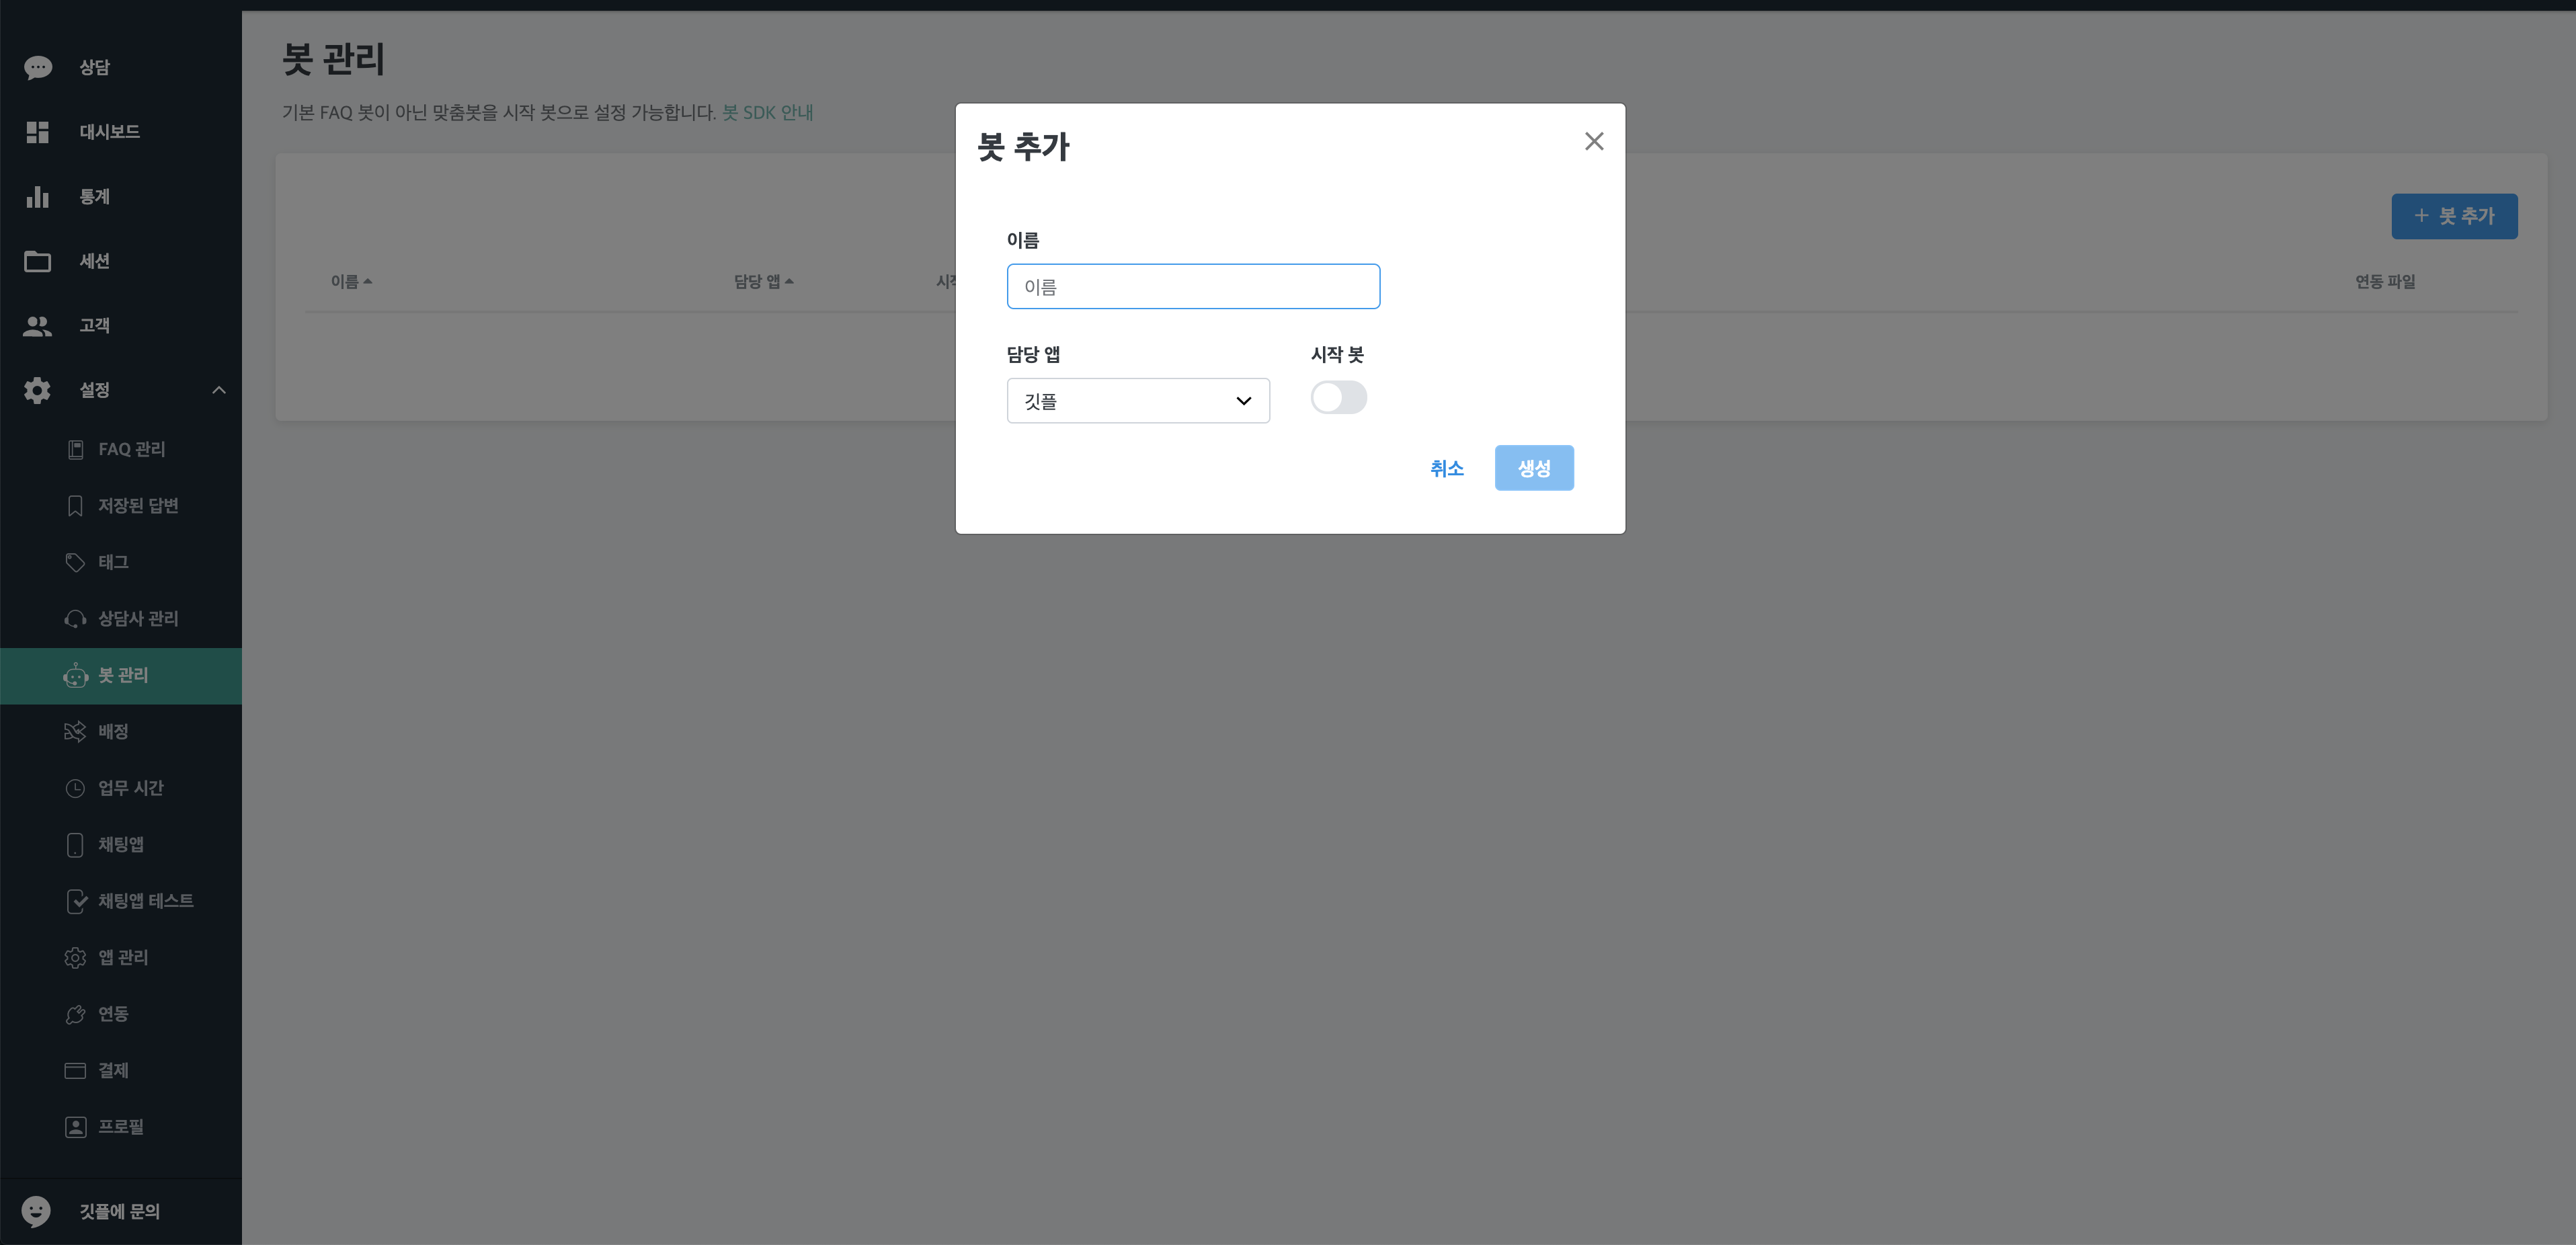 상담
대시보드
통계
세션
고객
설정
FAQ 관리
저장된 답변
태그
상담사 관리
봇 관리
배정
업무 시간
채팅앱
채팅앱 테스트
앱 관리
연동
결제
프로필
깃플에 문의
봇 관리
기본 FAQ 봇이 아닌 맞춤봇을 시작 봇으로 설정 가능합니다. 봇 SDK 안내
+ 봇 추가
이름 담당 앱 연동 파일
봇 추가
이름
이름
담당 앱 시작 봇
깃플
취소 생성